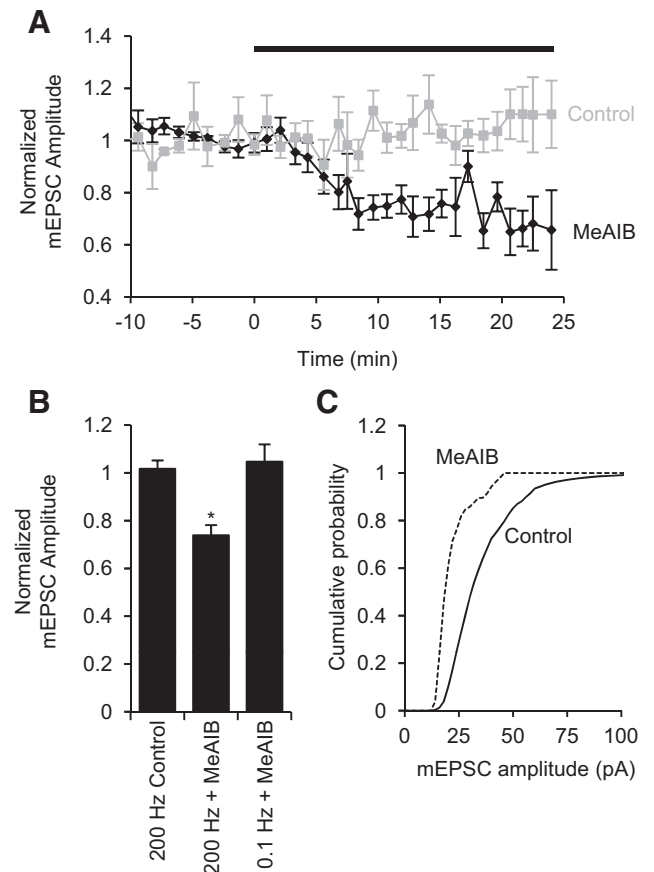 A
Normalized
mEPSC Amplitude
1.4
1.2
1
0.8
0.6
0.4
Control
MeAIB
-10 -5 0 5 10 15 20 25
Time (min)
B
Normalized
mEPSC Amplitude
1.2
1
0.8
0.6
0.4
0.2
0
*
200 Hz Control
200 Hz + MeAIB
0.1 Hz + MeAIB
C
Cumulative probability
1.2
1
0.8
0.6
0.4
0.2
0
MeAIB
Control
0 25 50 75 100
mEPSC amplitude (pA)